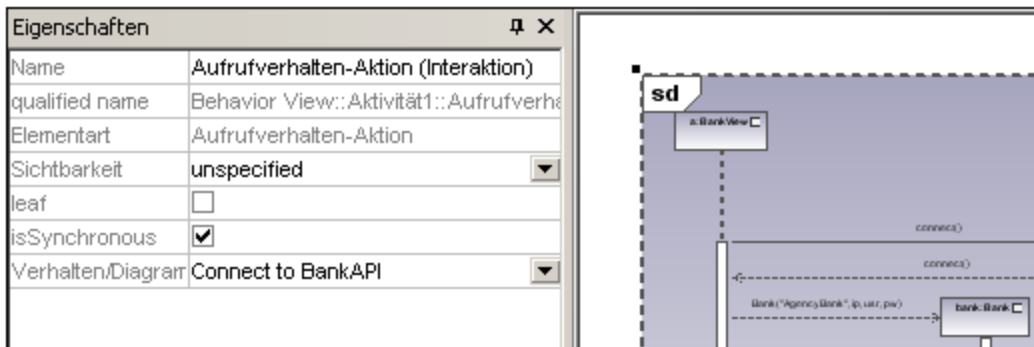 Eigenschaften
Name Aufrufverhalten-Aktion (Interaktion)
qualified name Behavior View::Aktivität1::Aufrufverha
Elementart Aufrufverhalten-Aktion
Sichtbarkeit unspecified
leaf
isSynchronous
Verhalten/Diagram Connect to BankAPI
sd
a:BankView
connect()
connect()
Bank("AgencyBank", ip, usr, pw)
bank:Bank